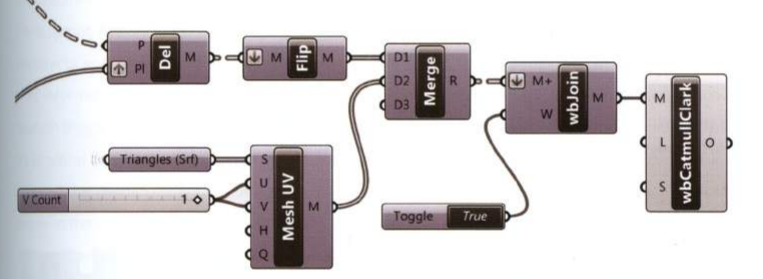 P
Pl
Del
M
M
Flip
M
D1
D2
D3
Merge
R
M+
W
wbJoin
M
M
L
S
wbCatmullClark
O
Triangles (Srf)
V Count
1
S
U
V
H
Q
Mesh UV
M
Toggle
True